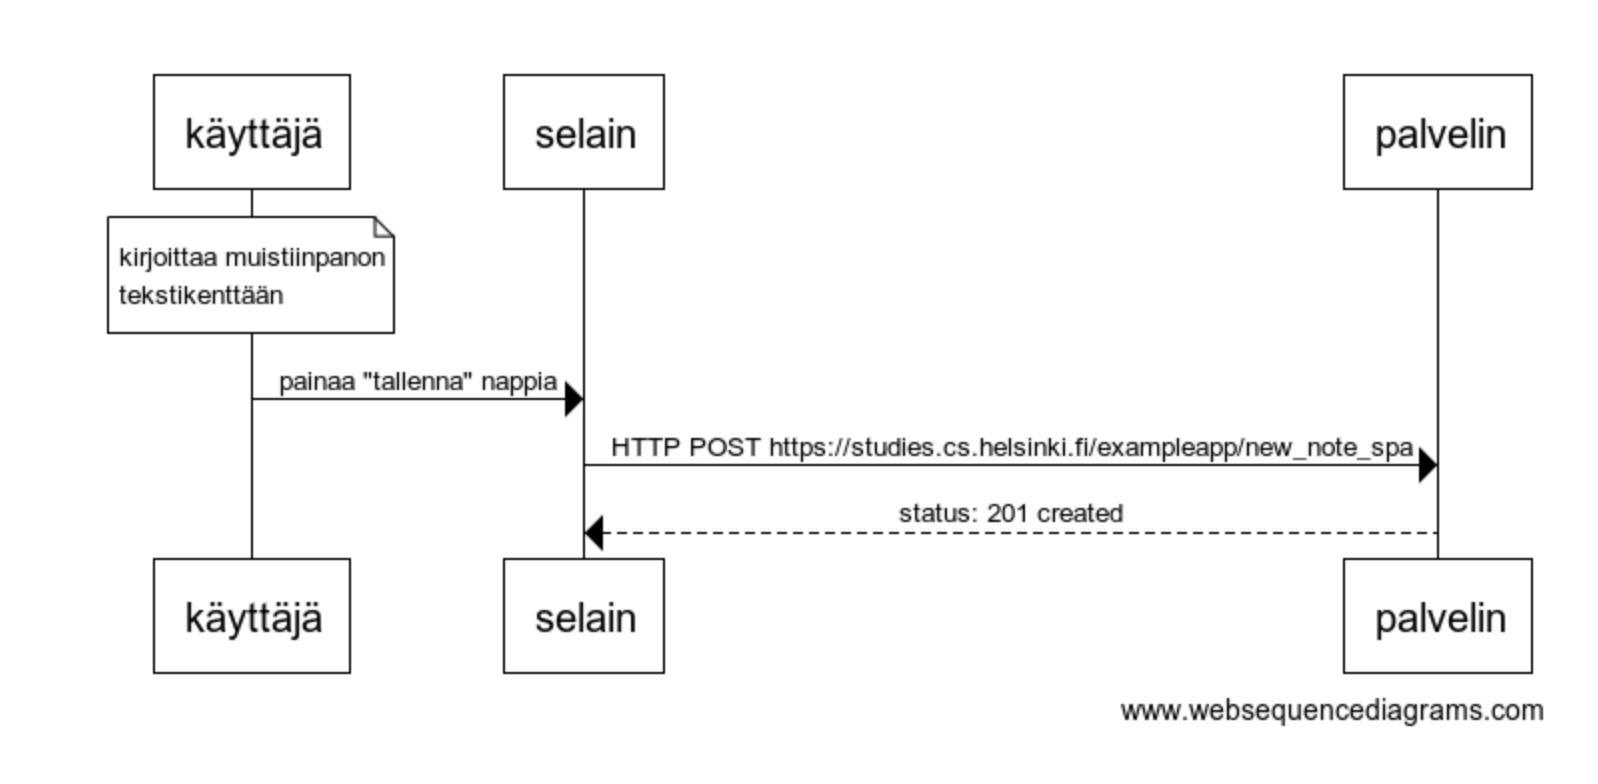 käyttäjä
selain
palvelin
kirjoittaa muistiinpanon
tekstikenttään
painaa "tallenna" nappia
HTTP POST https://studies.cs.helsinki.fi/exampleapp/new_note_spa
status: 201 created
käyttäjä
selain
palvelin
www.websequencediagrams.com